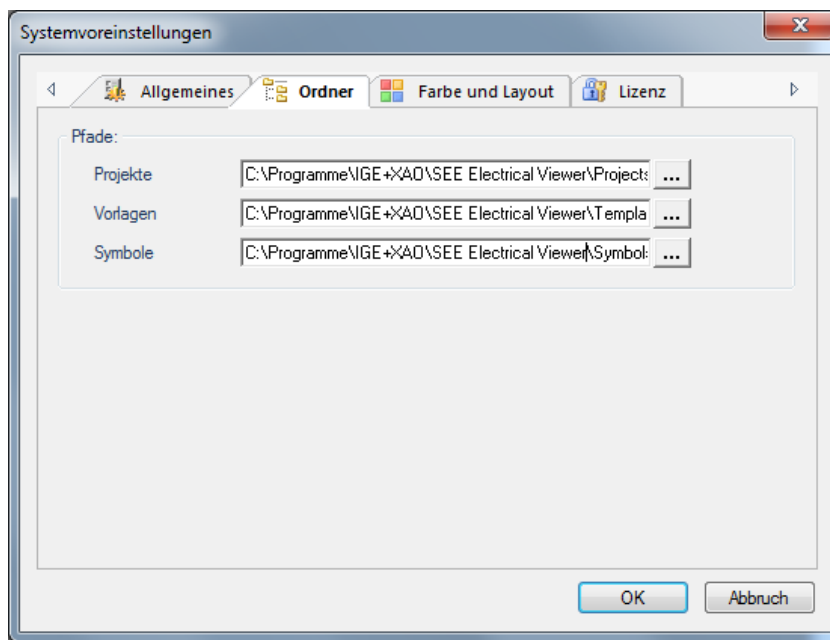 Systemvoreinstellungen
Allgemeines Ordner Farbe und Layout Lizenz
Pfade:
Projekte C:\Programme\IGE+XAO\SEE Electrical Viewer\Projects ...
Vorlagen C:\Programme\IGE+XAO\SEE Electrical Viewer\Templa ...
Symbole C:\Programme\IGE+XAO\SEE Electrical Viewer\Symbol ...
OK Abbruch